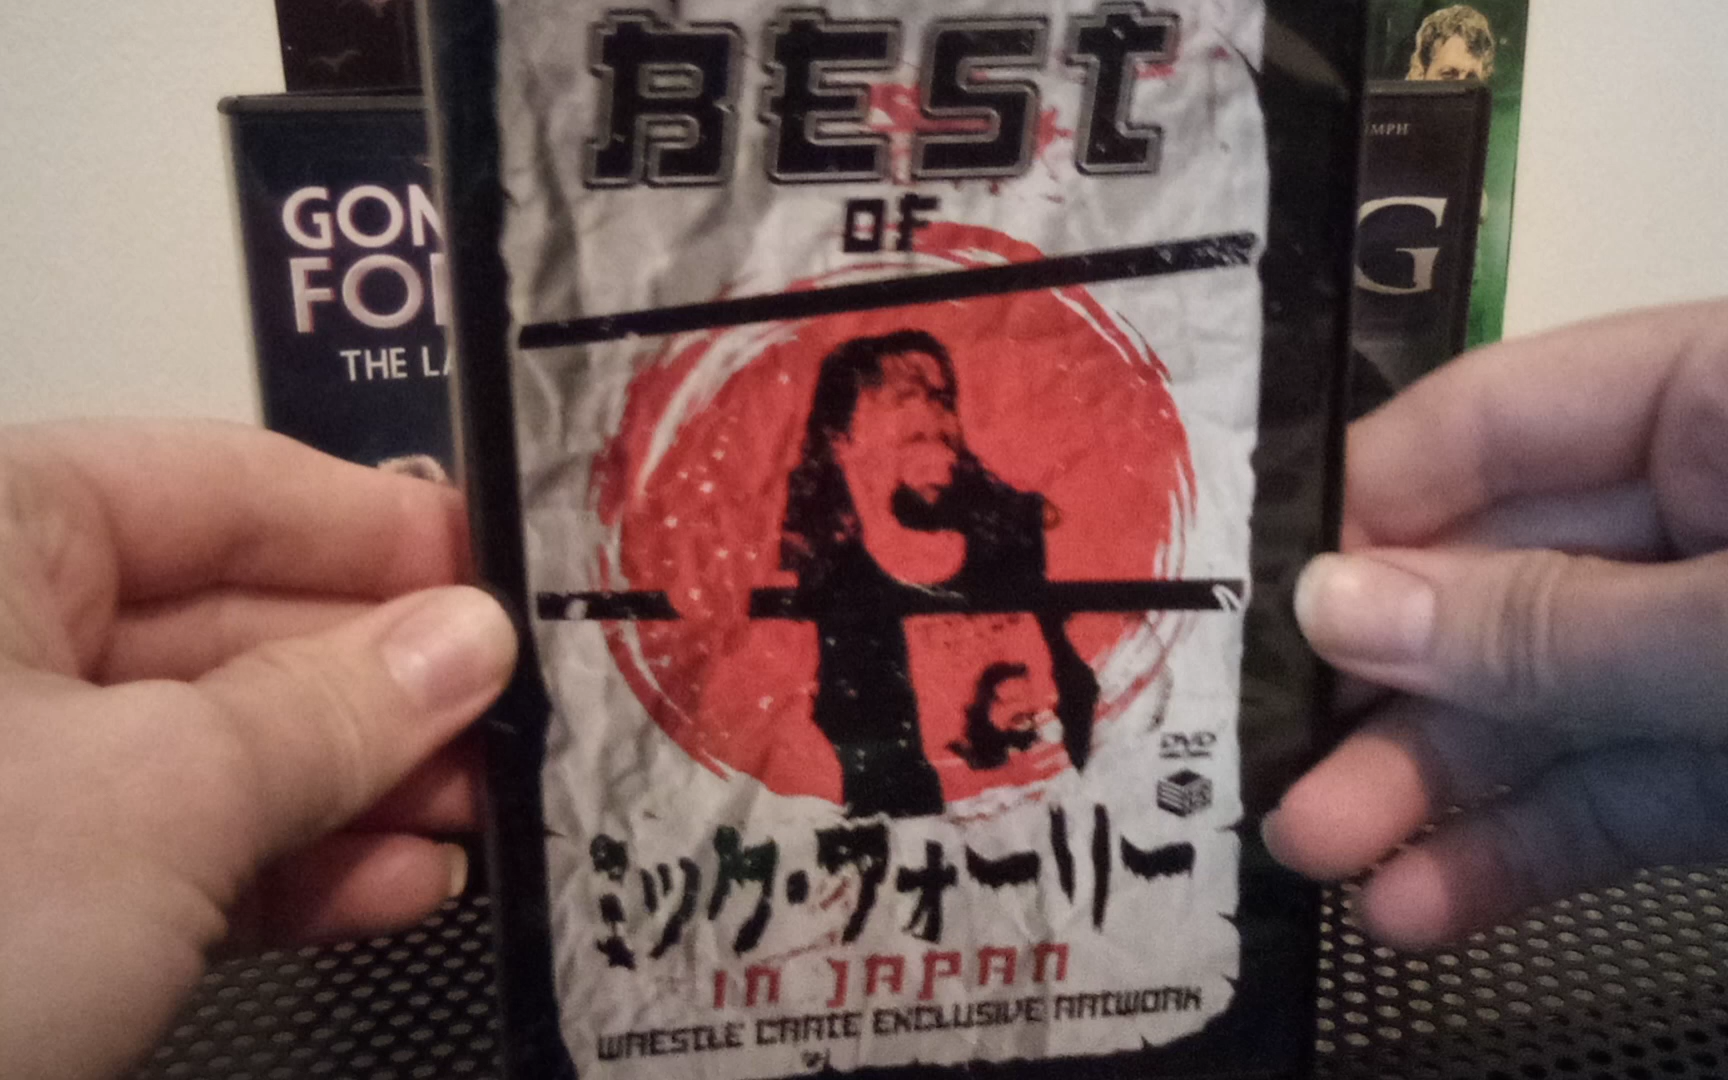 BEST
OF
ミック・フォーリー
IN JAPAN
WRESTLE CRATE EXCLUSIVE ARTWORK
DVD
GON
FO
THE LA
MPH
G